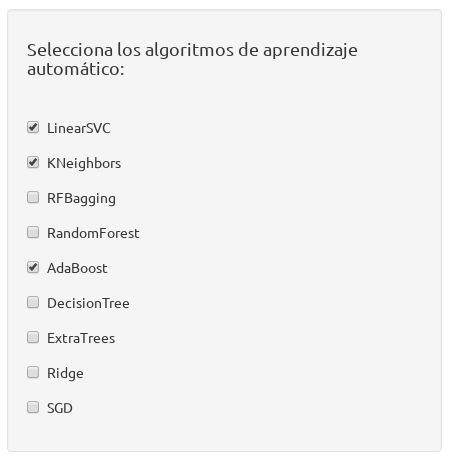 Selecciona los algoritmos de aprendizaje
automático:
LinearSVC
KNeighbors
RFBagging
RandomForest
AdaBoost
DecisionTree
ExtraTrees
Ridge
SGD